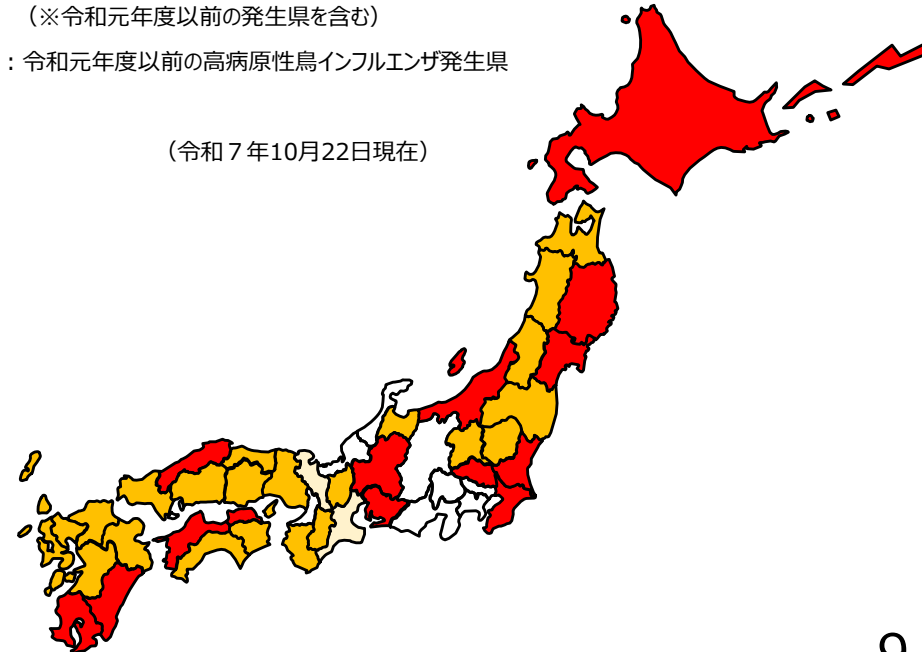 （※令和元年度以前の発生県を含む）
：令和元年度以前の高病原性鳥インフルエンザ発生県
（令和７年10月22日現在）
9